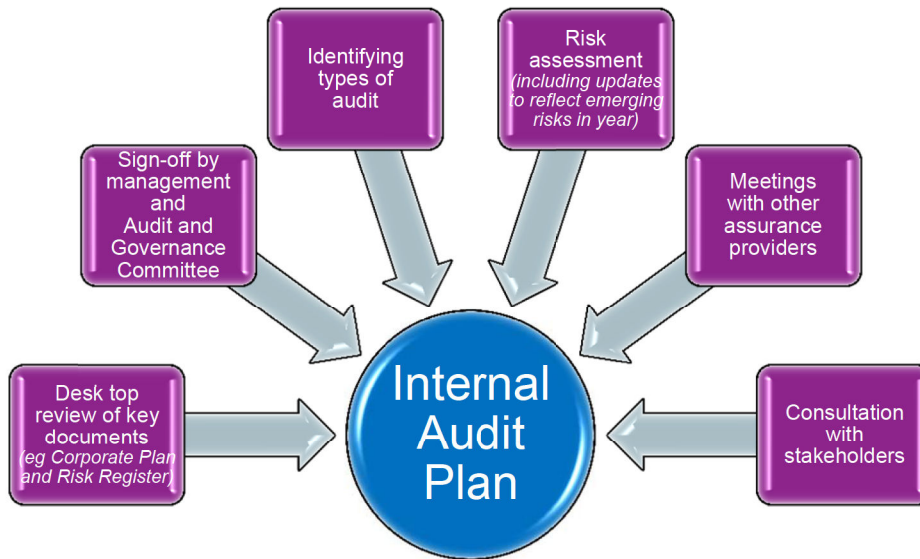 Identifying
types of
audit
Risk
assessment
(including updates
to reflect emerging
risks in year)
Sign-off by
management
and
Audit and
Governance
Committee
Meetings
with other
assurance
providers
Desk top
review of key
documents
(eg Corporate Plan
and Risk Register)
Internal
Audit
Plan
Consultation
with
stakeholders